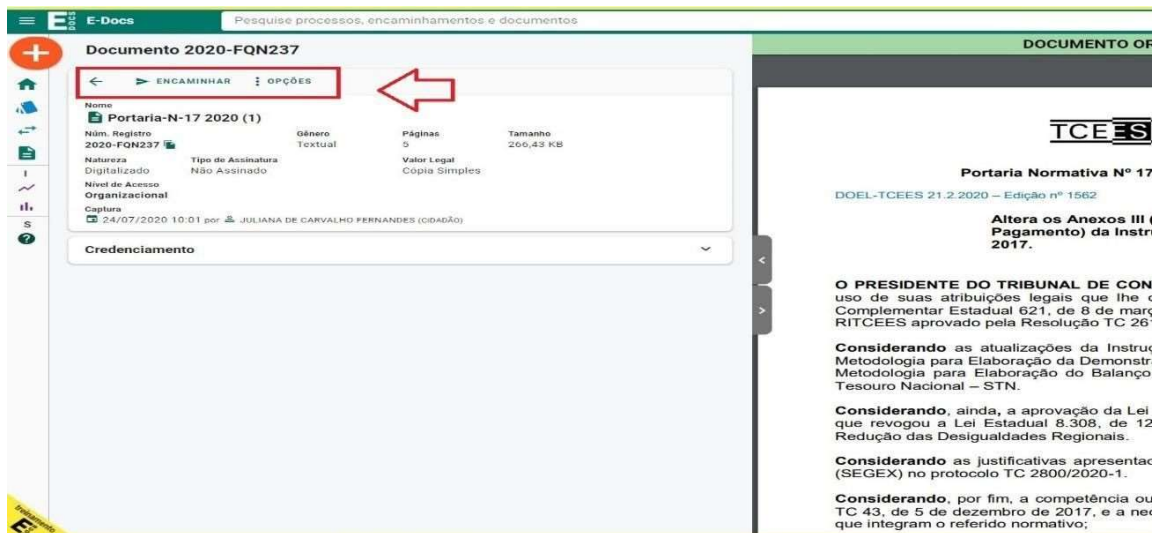 E DOCS E-Docs Pesquise processos, encaminhamentos e documentos
Documento 2020-FQN237
ENCAMINHAR OPÇÕES
Nome
Portaria-N-17 2020 (1)
Núm. Registro Gênero Páginas Tamanho
2020-FQN237 Textual 5 266,43 KB
Natureza Tipo de Assinatura Valor Legal
Digitalizado Não Assinado Cópia Simples
Nível de Acesso
Organizacional
Captura
24/07/2020 10:01 por JULIANA DE CARVALHO FERNANDES (CIDADÃO)
Credenciamento
I
S
treinamento
E
DOCUMENTO OR
TCEES
Portaria Normativa Nº 17
DOEL-TCEES 21.2.2020 – Edição nº 1562
Altera os Anexos III (
Pagamento) da Instru
2017.
O PRESIDENTE DO TRIBUNAL DE CON
uso de suas atribuições legais que lhe c
Complementar Estadual 621, de 8 de març
RITCEES aprovado pela Resolução TC 261
Considerando as atualizações da Instruç
Metodologia para Elaboração da Demonstra
Metodologia para Elaboração do Balanço
Tesouro Nacional – STN.
Considerando, ainda, a aprovação da Lei
que revogou a Lei Estadual 8.308, de 12
Redução das Desigualdades Regionais.
Considerando as justificativas apresentad
(SEGEX) no protocolo TC 2800/2020-1.
Considerando, por fim, a competência ou
TC 43, de 5 de dezembro de 2017, e a nec
que integram o referido normativo;